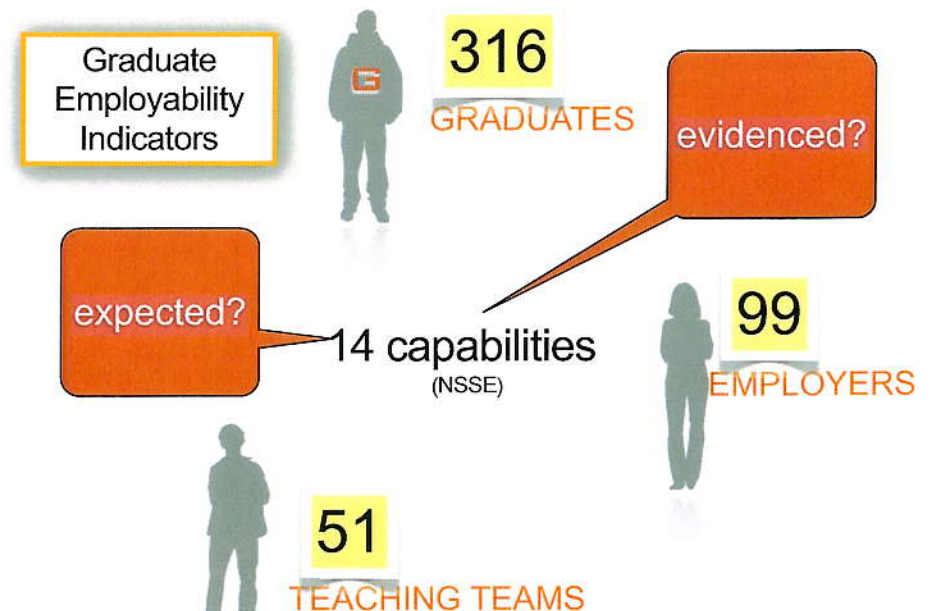 Graduate
Employability
Indicators
G
316
GRADUATES
evidenced?
expected?
14 capabilities
(NSSE)
99
EMPLOYERS
51
TEACHING TEAMS